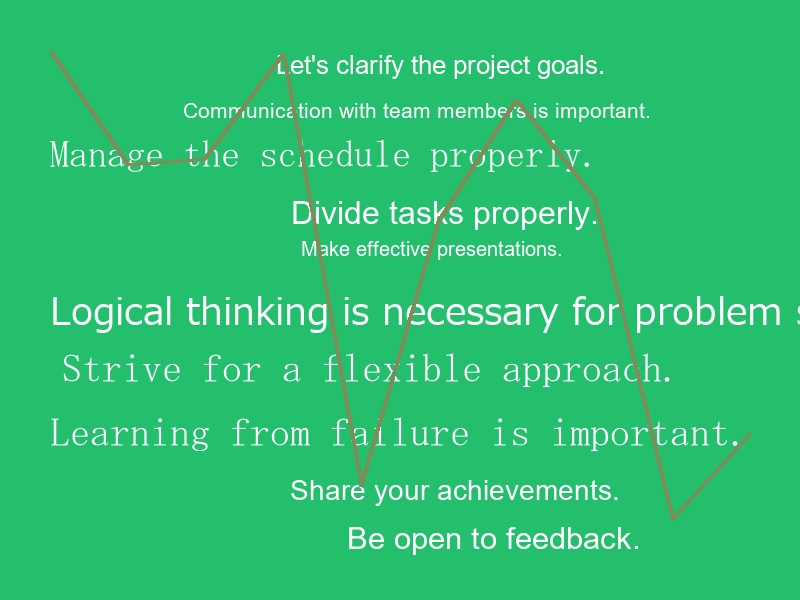 Let's clarify the project goals.
Communication with team members is important.
Manage the schedule properly.
Divide tasks properly.
Make effective presentations.
Logical thinking is necessary for problem
Strive for a flexible approach.
Learning from failure is important.
Share your achievements.
Be open to feedback.